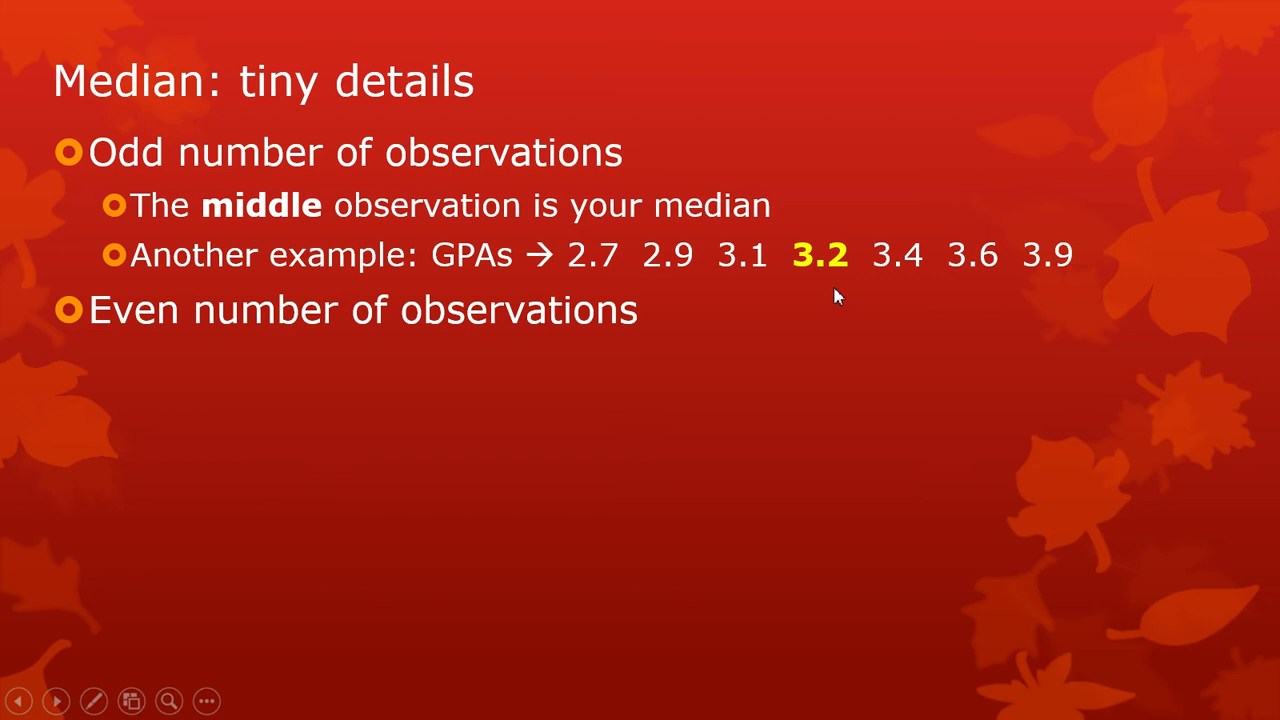 Median: tiny details
Odd number of observations
The middle observation is your median
Another example: GPAs → 2.7 2.9 3.1 3.2 3.4 3.6 3.9
Even number of observations